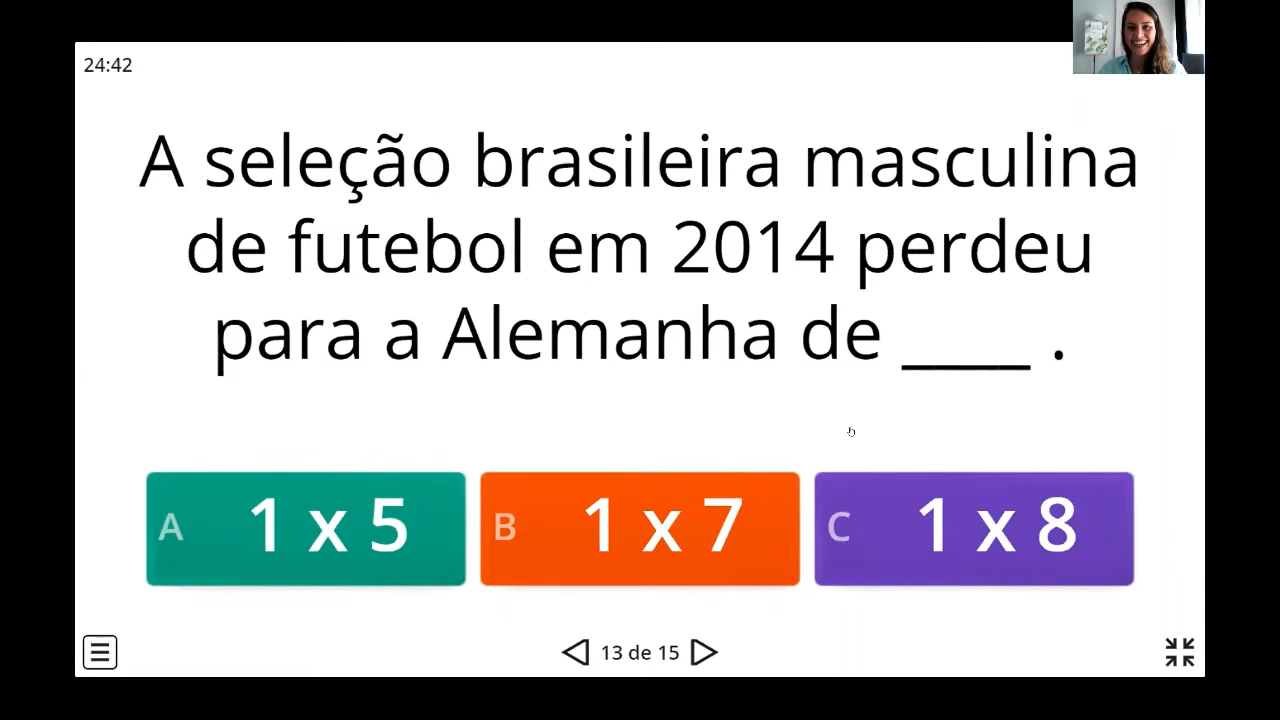 24:42
A seleção brasileira masculina
de futebol em 2014 perdeu
para a Alemanha de ____ .
A 1 x 5
B 1 x 7
C 1 x 8
13 de 15